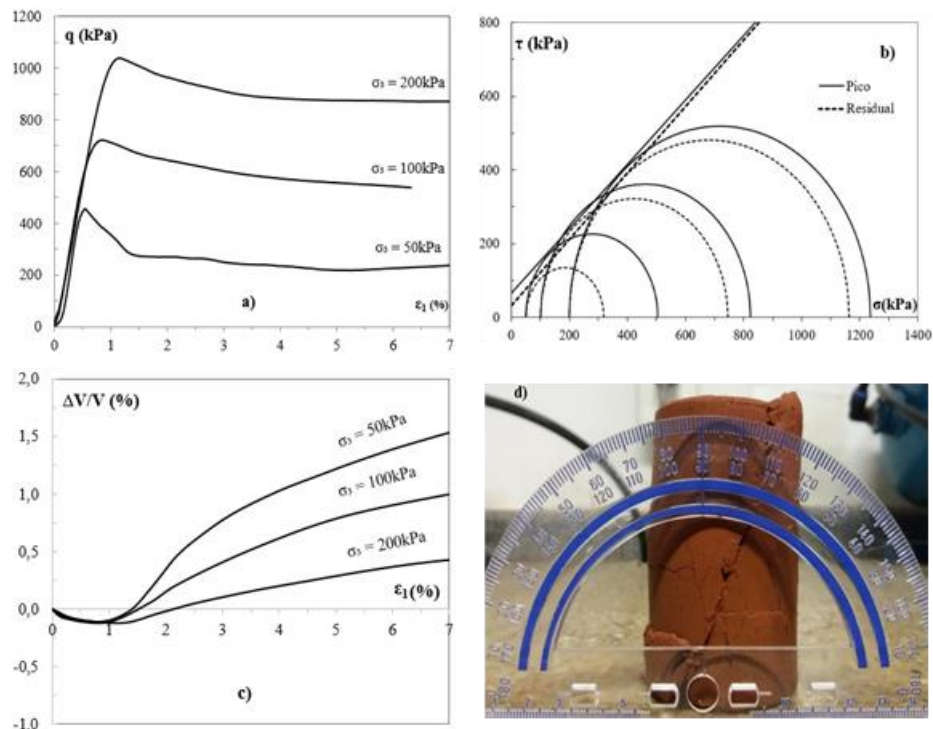 q (kPa)
1200
1000
800
600
400
200
0
σ₃ = 200kPa
σ₃ = 100kPa
σ₃ = 50kPa
a)
ε₁ (%)
0 1 2 3 4 5 6 7
τ (kPa)
b)
800
600
400
200
0
Pico
Residual
σ(kPa)
0 200 400 600 800 1000 1200 1400
ΔV/V (%)
2,0
1,5
1,0
0,5
0,0
-0,5
-1,0
σ₃ = 50kPa
σ₃ = 100kPa
σ₃ = 200kPa
ε₁(%)
0 1 2 3 4 5 6 7
c)
d)